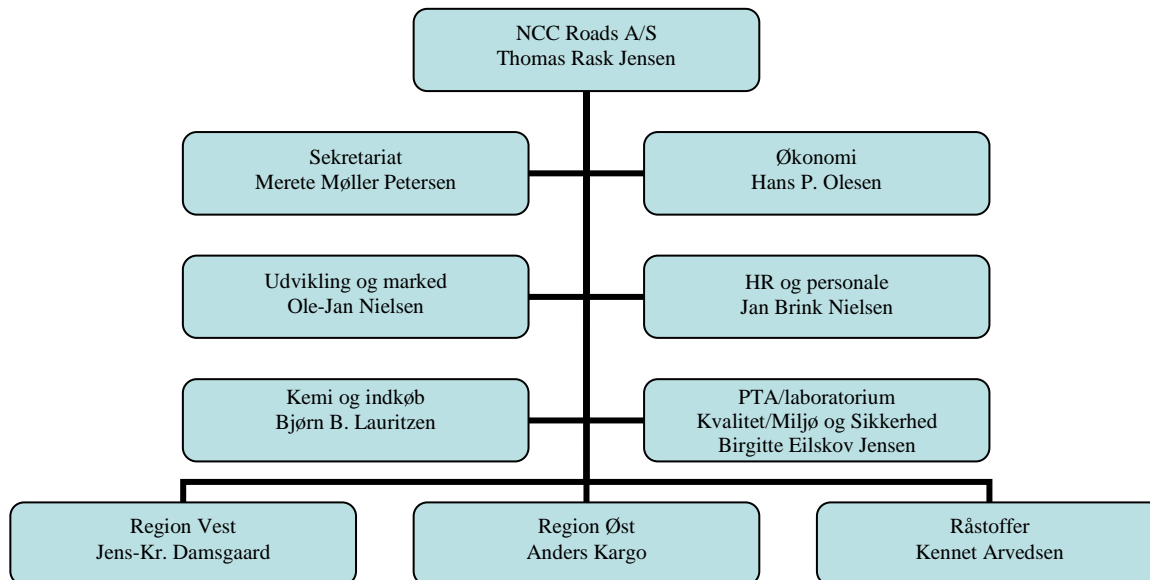 NCC Roads A/S
Thomas Rask Jensen
Sekretariat
Merete Møller Petersen
Økonomi
Hans P. Olesen
Udvikling og marked
Ole-Jan Nielsen
HR og personale
Jan Brink Nielsen
Kemi og indkøb
Bjørn B. Lauritzen
PTA/laboratorium
Kvalitet/Miljø og Sikkerhed
Birgitte Eilskov Jensen
Region Vest
Jens-Kr. Damsgaard
Region Øst
Anders Kargo
Råstoffer
Kennet Arvedsen